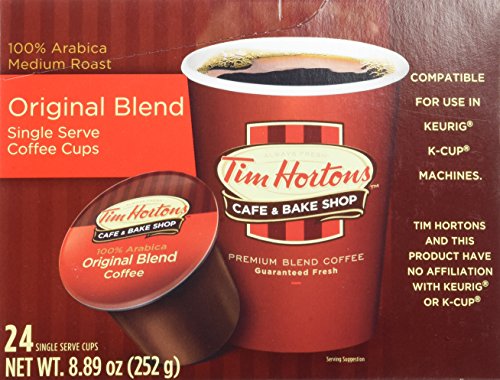 100% Arabica
Medium Roast
Original Blend
Single Serve
Coffee Cups
ALWAYS FRESH
Tim Hortons™
CAFE & BAKE SHOP
PREMIUM BLEND COFFEE
Guaranteed Fresh
Tim Hortons
CAFE & BAKE SHOP
100% Arabica
Original Blend
Coffee
COMPATIBLE
FOR USE IN
KEURIG®
K-CUP®
MACHINES.
TIM HORTONS
AND THIS
PRODUCT HAVE
NO AFFILIATION
WITH KEURIG®
OR K-CUP®
24 SINGLE SERVE CUPS
NET WT. 8.89 oz (252 g)
Serving Suggestion